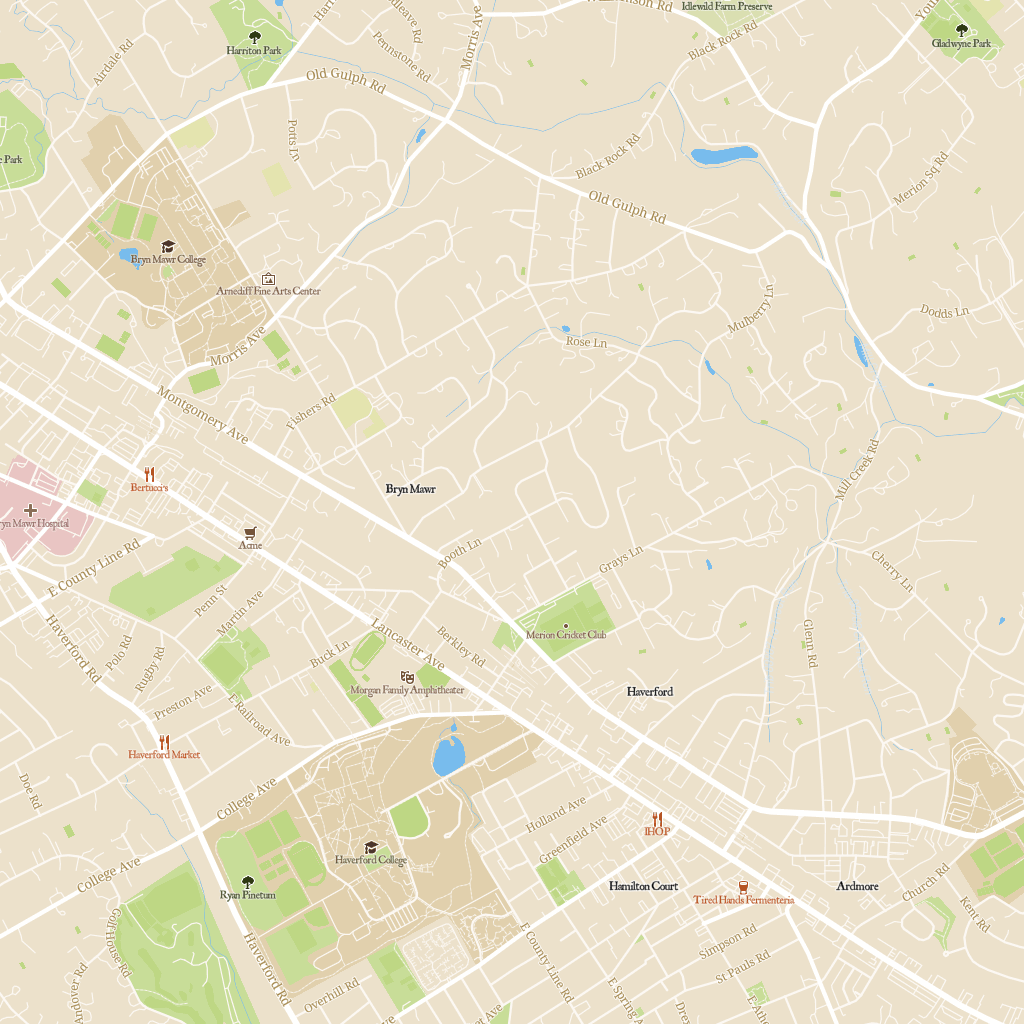 Idlewild Farm Preserve
Harriton Park
Airdale Rd
Pennstone Rd
Morris Ave
Black Rock Rd
Gladwyne Park
Old Gulph Rd
Potts Ln
Black Rock Rd
Park
Merion Sq Rd
Old Gulph Rd
Bryn Mawr College
Arnecliff Fine Arts Center
Mulberry Ln
Dodds Ln
Morris Ave
Rose Ln
Montgomery Ave
Fishers Rd
Bertucci's
Bryn Mawr
Mill Creek Rd
ryn Mawr Hospital
Acme
Booth Ln
Grays Ln
E County Line Rd
Cherry Ln
Penn St
Martin Ave
Haverford Rd
Lancaster Ave
Berkley Rd
Merion Cricket Club
Glenn Rd
Polo Rd
Rugby Rd
Buck Ln
Morgan Family Amphitheater
Haverford
Preston Ave
E Railroad Ave
Haverford Market
Doe Rd
College Ave
Holland Ave
Greenfield Ave
IHOP
Haverford College
College Ave
Ryan Pinetum
Hamilton Court
Tired Hands Fermenteria
Ardmore
Church Rd
Kent Rd
Golf House Rd
Haverford Rd
E County Line Rd
Simpson Rd
St Pauls Rd
Overhill Rd